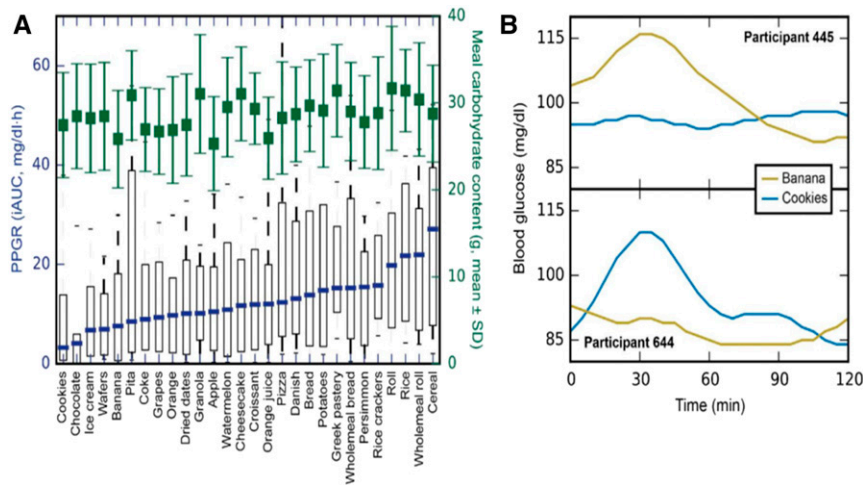 A
PPGR (iAUC, mg/dl·h)
60
40
20
0
40
30
20
10
0
Meal carbohydrate content (g, mean ± SD)
Cookies
Chocolate
Ice cream
Wafers
Banana
Pita
Coke
Grapes
Orange
Dried dates
Granola
Apple
Watermelon
Cheesecake
Croissant
Orange juice
Pizza
Danish
Bread
Potatoes
Greek pastery
Wholemeal bread
Persimmon
Rice crackers
Roll
Rice
Wholemeal roll
Cereal
B
Blood glucose (mg/dl)
115
100
85
Participant 445
Banana
Cookies
115
100
85
Participant 644
0 30 60 90 120
Time (min)